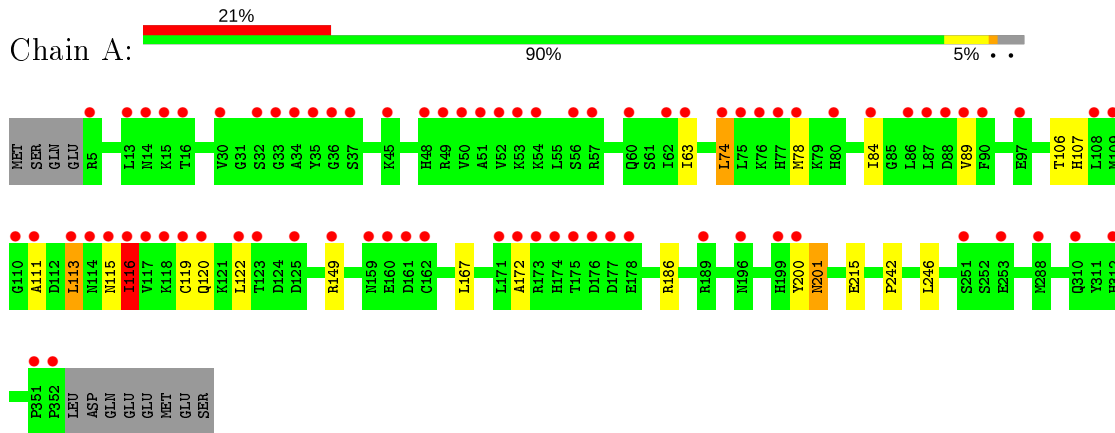 21%
Chain A:
90%
5%
MET SER GLN GLU R5 L13 N14 K15 T16 V30 G31 S32 G33 A34 Y35 G36 S37 K45 H48 R49 V50 A51 V52 K53 K54 L55 S56 R57 Q60 S61 I62 I63 L74 L75 K76 H77 M78 K79 H80 I84 G85 L86 L87 D88 V89 F90 E97 T106 H107 L108
G110 A111 D112 L113 N114 N115 I116 V117 K118 C119 Q120 K121 L122 T123 D124 D125 R149 N159 E160 D161 C162 L167 L171 A172 R173 H174 T175 D176 D177 E178 R186 R189 N196 H199 Y200 N201 E215 P242 L246 S251 S252 E253 M288 Q310 Y311
P351 P352 LEU ASP GLN GLU GLU MET GLU SER